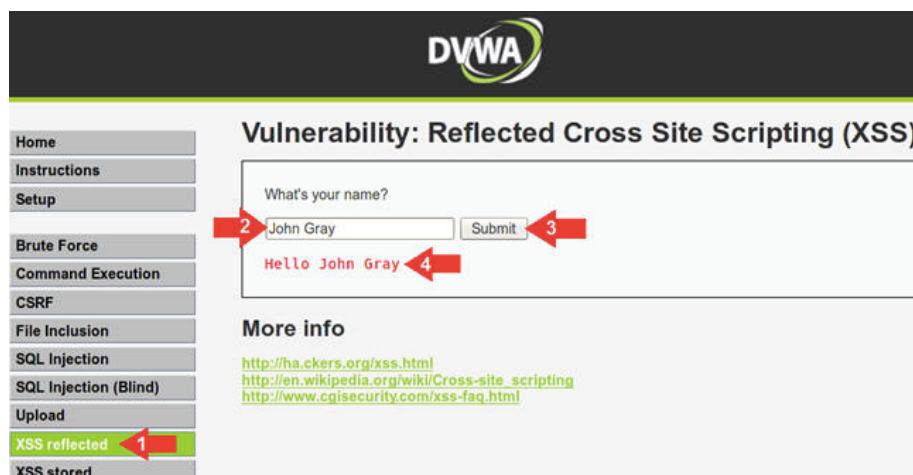 DVWA
Vulnerability: Reflected Cross Site Scripting (XSS)
Home
Instructions
Setup
Brute Force
Command Execution
CSRF
File Inclusion
SQL Injection
SQL Injection (Blind)
Upload
XSS reflected 1
XSS stored
What's your name?
2 John Gray Submit 3
Hello John Gray 4
More info
http://ha.ckers.org/xss.html
http://en.wikipedia.org/wiki/Cross-site_scripting
http://www.cgisecurity.com/xss-faq.html